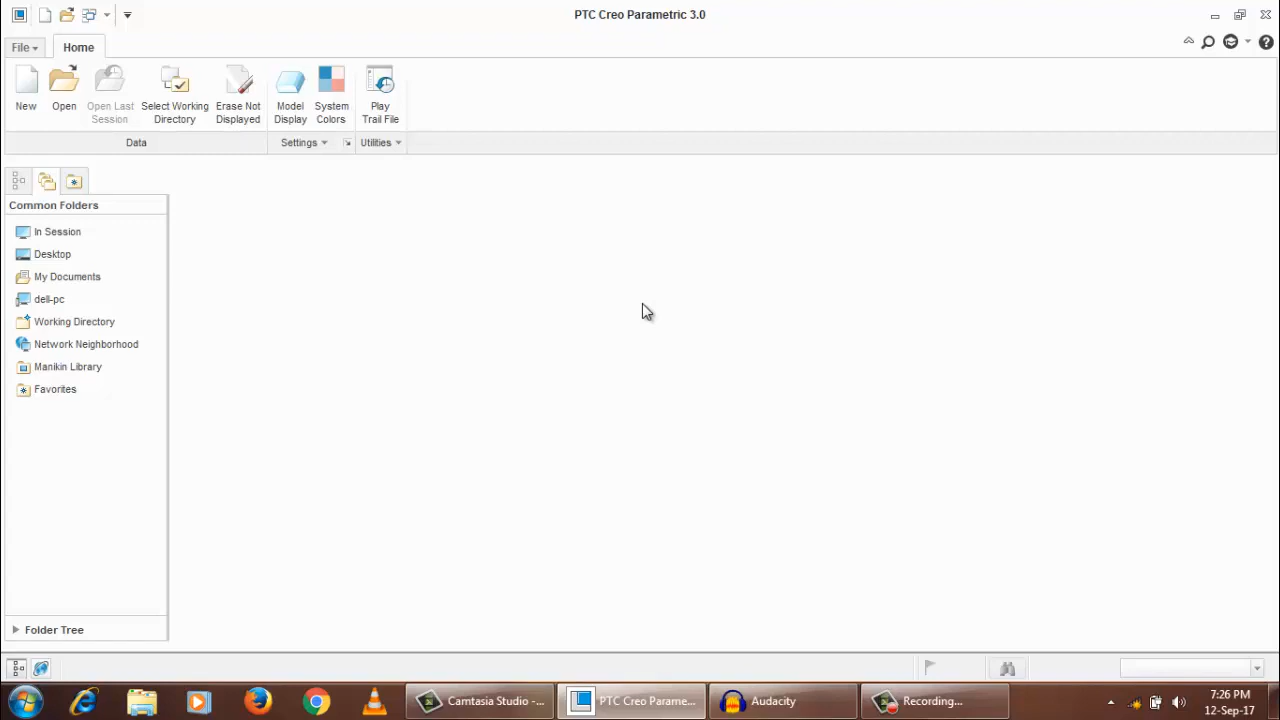 PTC Creo Parametric 3.0
File
Home
New
Open
Open Last
Session
Select Working
Directory
Erase Not
Displayed
Model
Display
System
Colors
Play
Trail File
Data
Settings
Utilities
Common Folders
In Session
Desktop
My Documents
dell-pc
Working Directory
Network Neighborhood
Manikin Library
Favorites
Folder Tree
Camtasia Studio -...
PTC Creo Parame...
Audacity
Recording...
7:26 PM
12-Sep-17